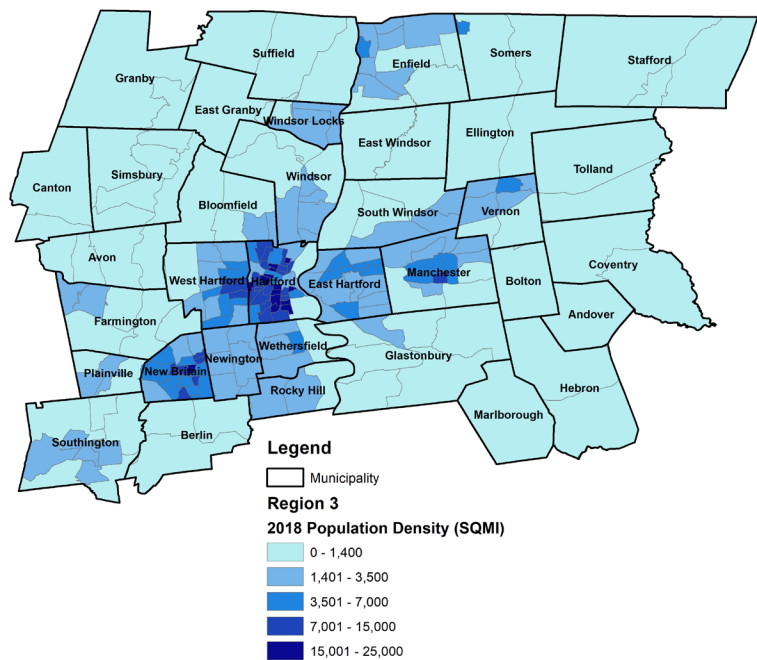 Suffield
Enfield
Somers
Stafford
Granby
East Granby
Windsor Locks
East Windsor
Ellington
Tolland
Canton
Simsbury
Windsor
Bloomfield
South Windsor
Vernon
Avon
West Hartford
Hartford
East Hartford
Manchester
Bolton
Coventry
Andover
Farmington
Wethersfield
Newington
Glastonbury
Plainville
New Britain
Rocky Hill
Hebron
Marlborough
Southington
Berlin
Legend
Municipality
Region 3
2018 Population Density (SQMI)
0 - 1,400
1,401 - 3,500
3,501 - 7,000
7,001 - 15,000
15,001 - 25,000